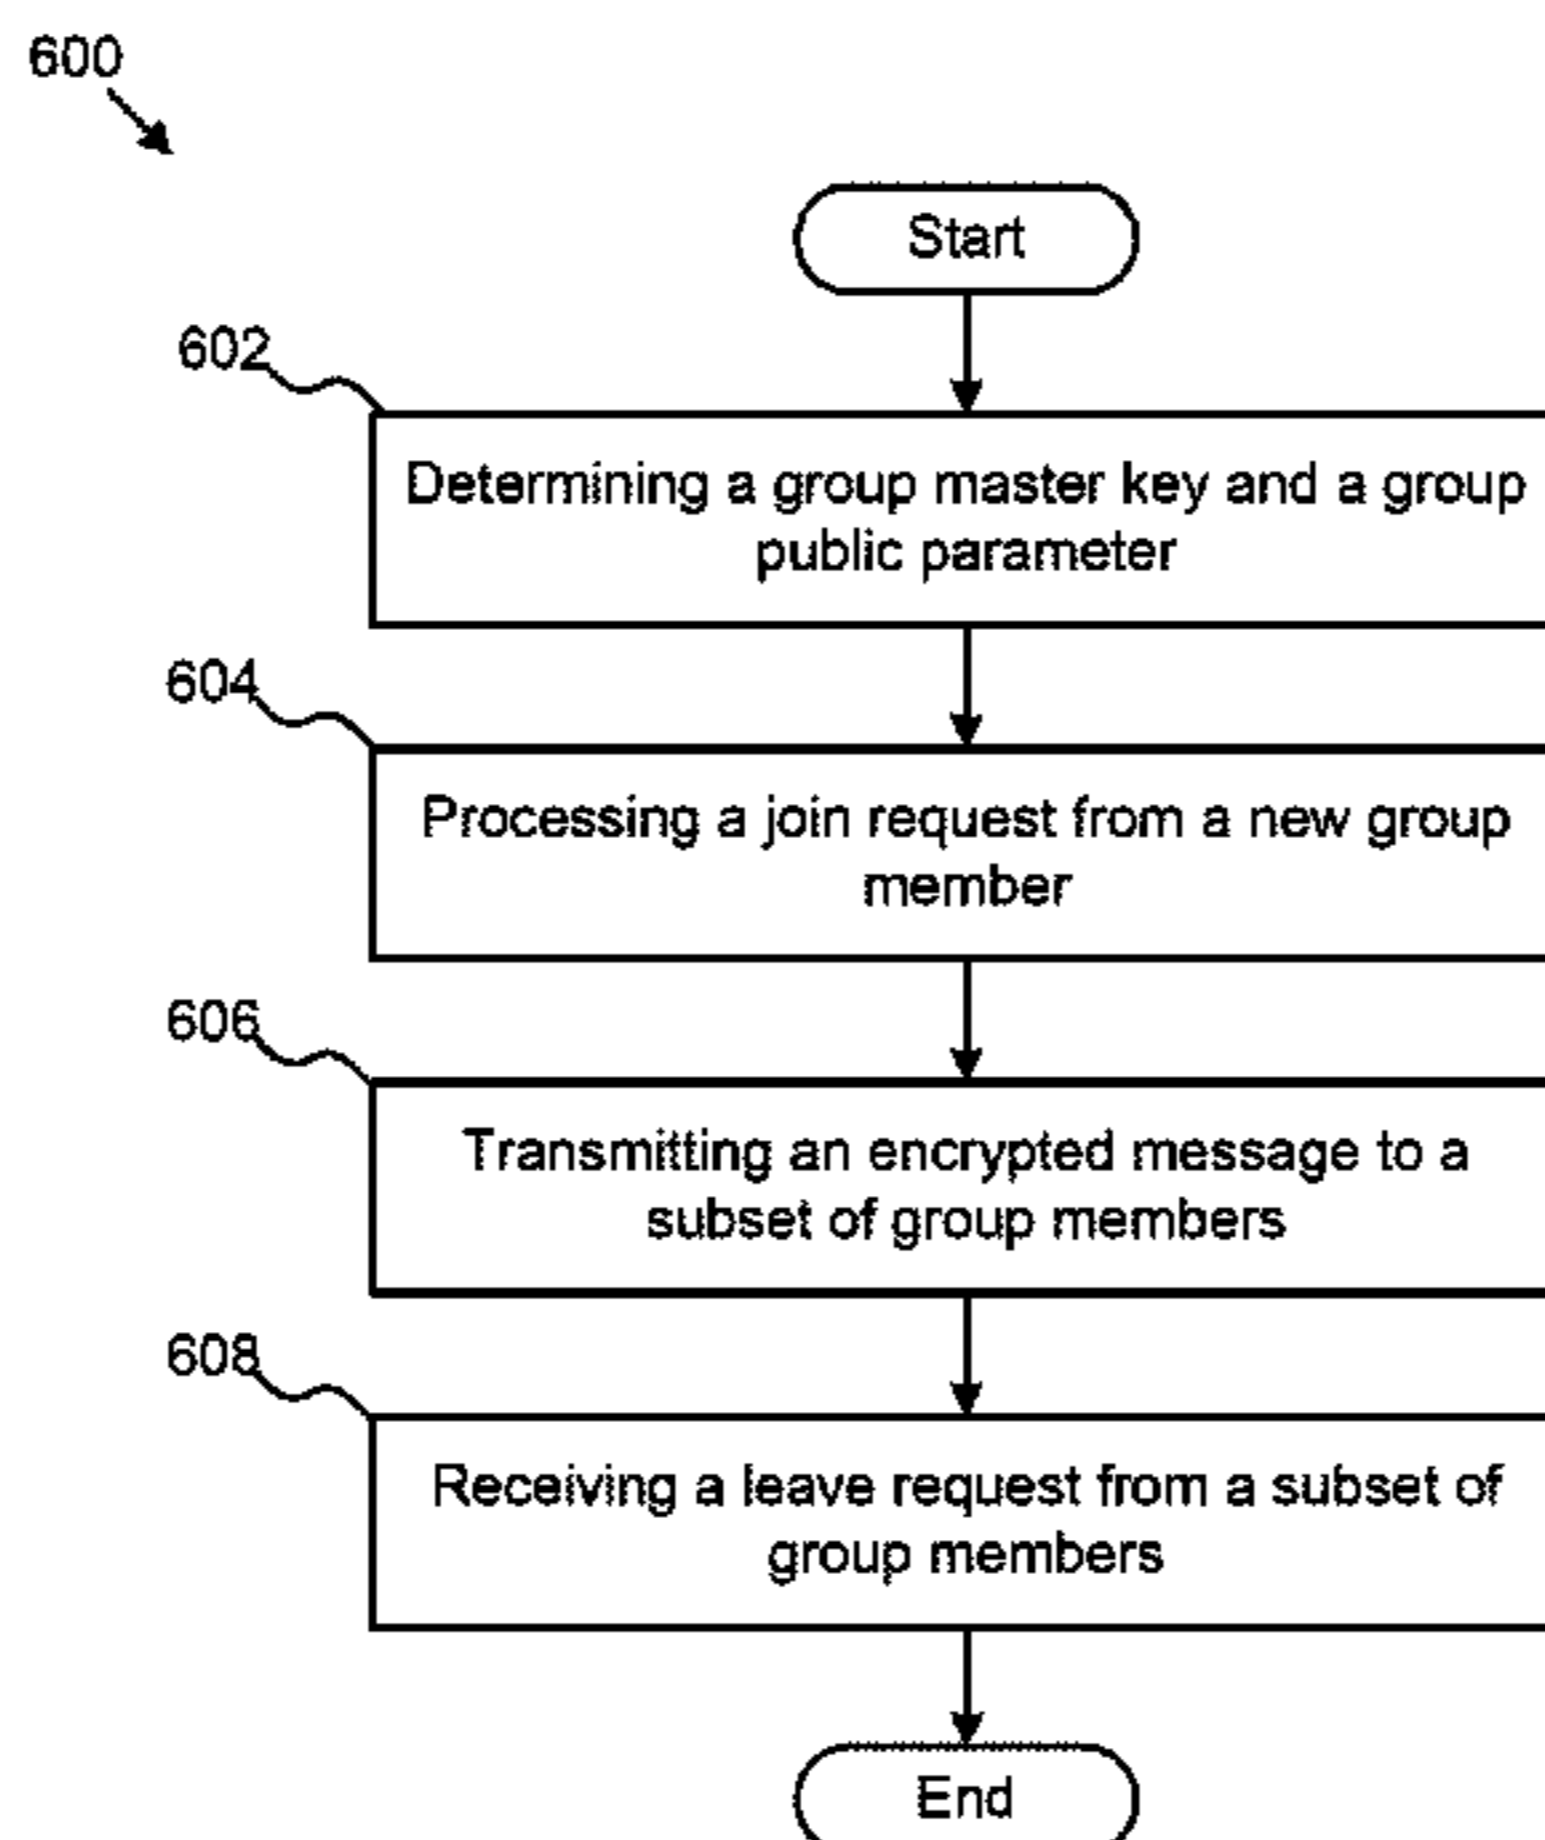 600
Start
602
Determining a group master key and a group
public parameter
604
Processing a join request from a new group
member
606
Transmitting an encrypted message to a
subset of group members
608
Receiving a leave request from a subset of
group members
End